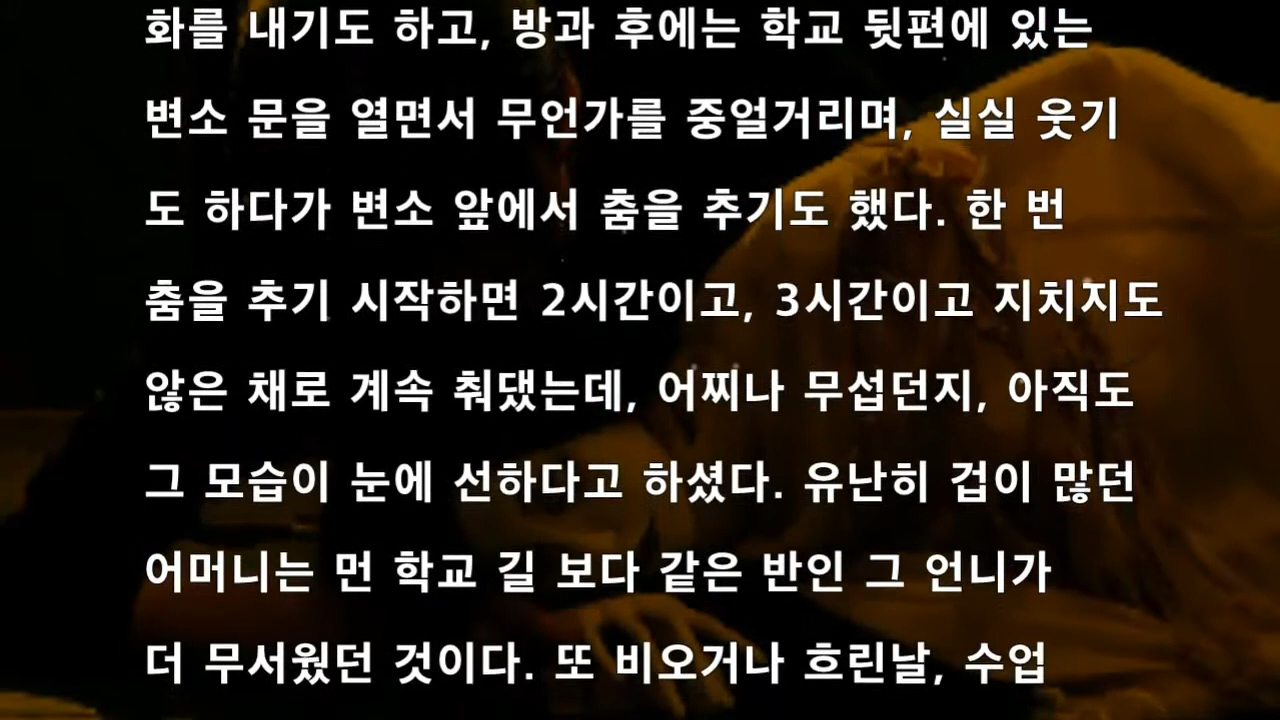 화를 내기도 하고, 방과 후에는 학교 뒷편에 있는
변소 문을 열면서 무언가를 중얼거리며, 실실 웃기
도 하다가 변소 앞에서 춤을 추기도 했다. 한 번
춤을 추기 시작하면 2시간이고, 3시간이고 지치지도
않은 채로 계속 춰댔는데, 어찌나 무섭던지, 아직도
그 모습이 눈에 선하다고 하셨다. 유난히 겁이 많던
어머니는 먼 학교 길 보다 같은 반인 그 언니가
더 무서웠던 것이다. 또 비오거나 흐린날, 수업